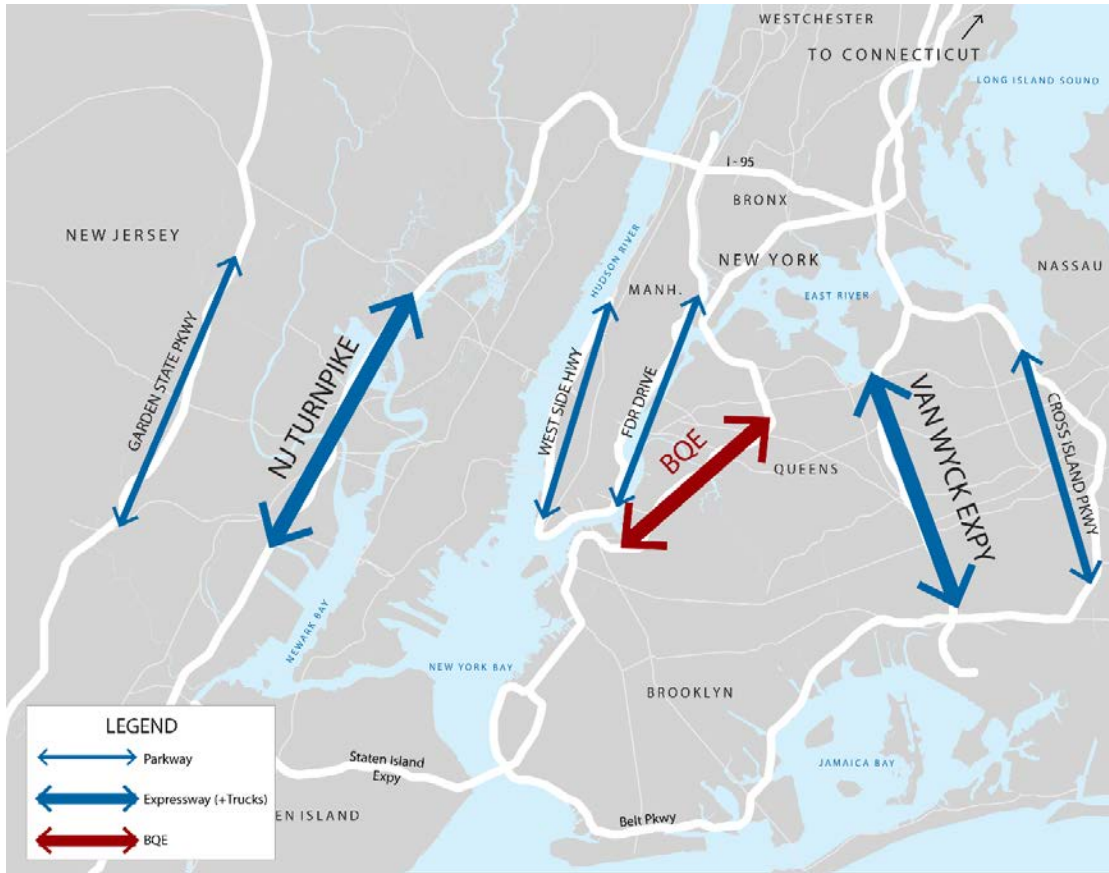 WESTCHESTER
TO CONNECTICUT
LONG ISLAND SOUND
I-95
BRONX
NEW JERSEY
NEW YORK
NASSAU
HUDSON RIVER
MANH.
EAST RIVER
GARDEN STATE PKWY
NJ TURNPIKE
WEST SIDE HWY
FDR DRIVE
BQE
QUEENS
VAN WYCK EXPY
CROSS ISLAND PKWY
NEWARK BAY
NEW YORK BAY
BROOKLYN
JAMAICA BAY
Staten Island
Expy
Belt Pkwy
EN ISLAND
LEGEND
Parkway
Expressway (+Trucks)
BQE